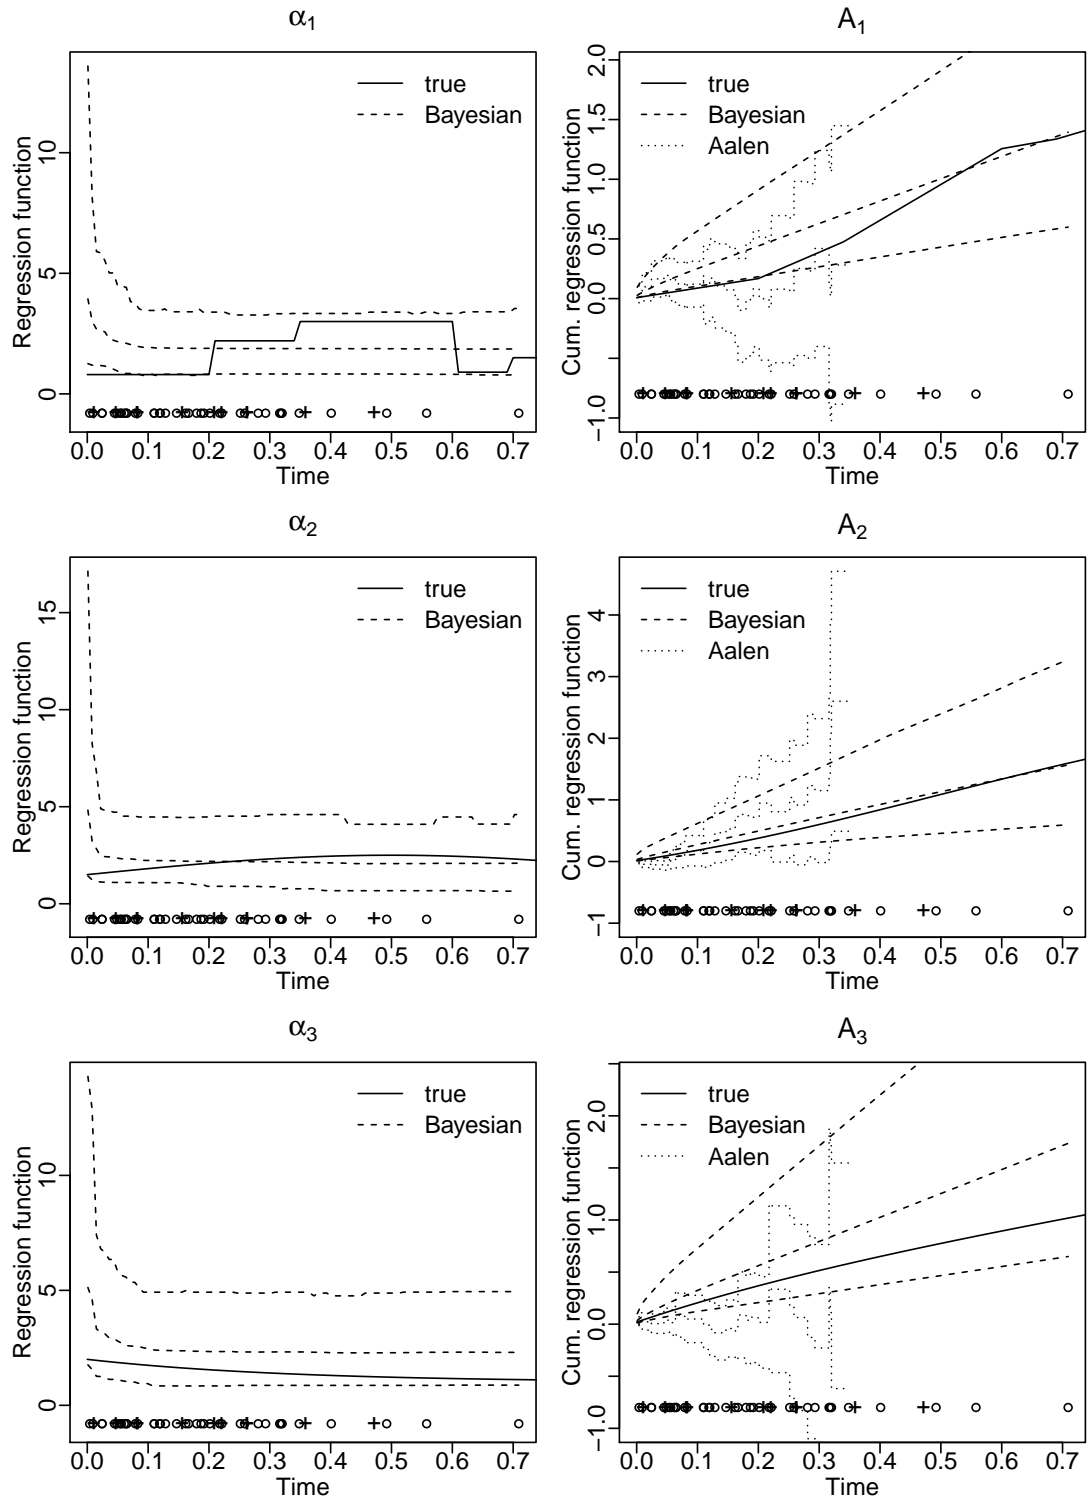 α1
Regression function
0 5 10
true
Bayesian
0.0 0.1 0.2 0.3 0.4 0.5 0.6 0.7
Time
A1
Cum. regression function
−1.0 0.0 0.5 1.0 1.5 2.0
true
Bayesian
Aalen
0.0 0.1 0.2 0.3 0.4 0.5 0.6 0.7
Time
α2
Regression function
0 5 10 15
true
Bayesian
0.0 0.1 0.2 0.3 0.4 0.5 0.6 0.7
Time
A2
Cum. regression function
−1 0 1 2 3 4
true
Bayesian
Aalen
0.0 0.1 0.2 0.3 0.4 0.5 0.6 0.7
Time
α3
Regression function
0 5 10
true
Bayesian
0.0 0.1 0.2 0.3 0.4 0.5 0.6 0.7
Time
A3
Cum. regression function
−1.0 0.0 1.0 2.0
true
Bayesian
Aalen
0.0 0.1 0.2 0.3 0.4 0.5 0.6 0.7
Time